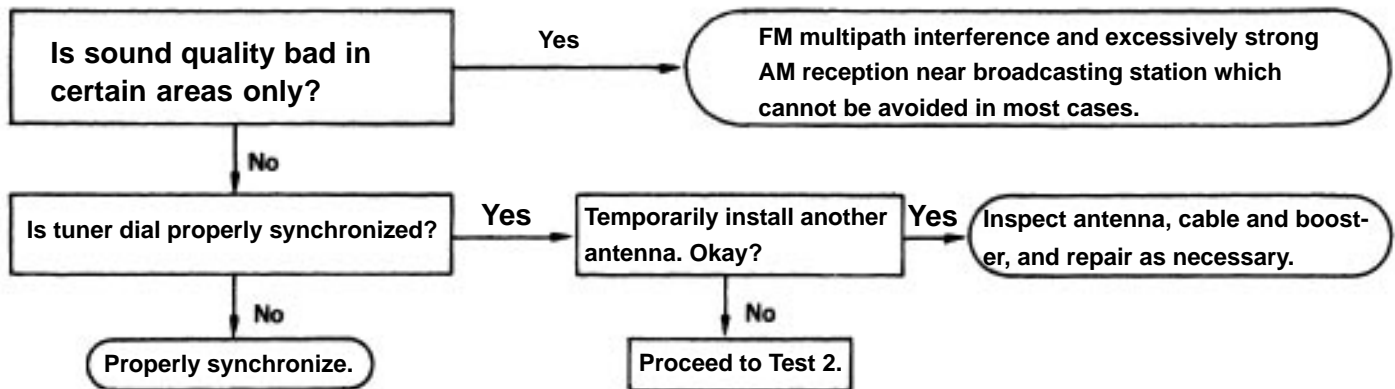 Is sound quality bad in
certain areas only?
Yes
FM multipath interference and excessively strong
AM reception near broadcasting station which
cannot be avoided in most cases.
No
Is tuner dial properly synchronized?
Yes
Temporarily install another
antenna. Okay?
Yes
Inspect antenna, cable and boost-
er, and repair as necessary.
No
Properly synchronize.
No
Proceed to Test 2.